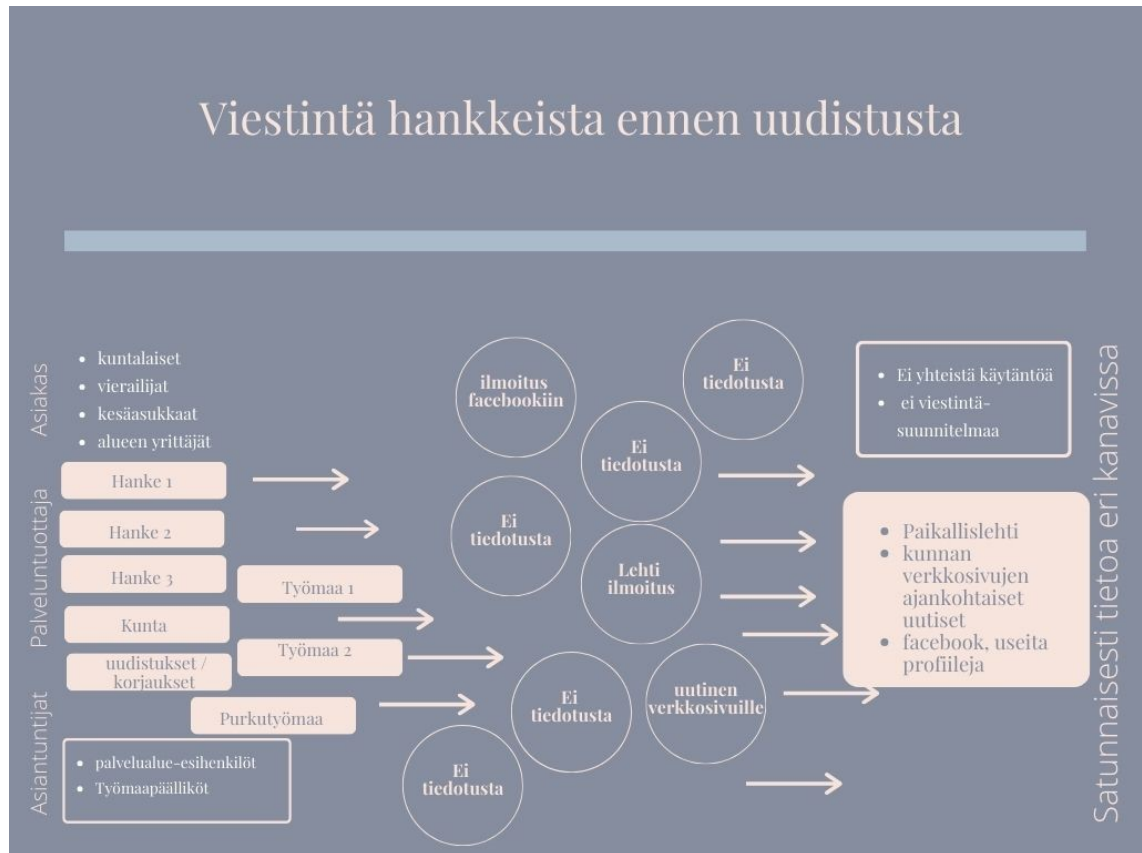 Viestintä hankkeista ennen uudistusta
Asiakas
• kuntalaiset
• vierailijat
• kesäasukkaat
• alueen yrittäjät
Palveluntuottaja
Hanke 1
Hanke 2
Hanke 3
Kunta
uudistukset /
korjaukset
Työmaa 1
Työmaa 2
Purkutyömaa
Asiantuntijat
• palvelualue-esihenkilöt
• Työmaapäälliköt
ilmoitus
facebookiin
Ei
tiedotusta
Ei
tiedotusta
Ei
tiedotusta
Lehti
ilmoitus
Ei
tiedotusta
uutinen
verkkosivuille
Ei
tiedotusta
• Ei yhteistä käytäntöä
• ei viestintä-
suunnitelmaa
• Paikallislehti
• kunnan
verkkosivujen
ajankohtaiset
uutiset
• facebook, useita
profiileja
Satunnaisesti tietoa eri kanavissa